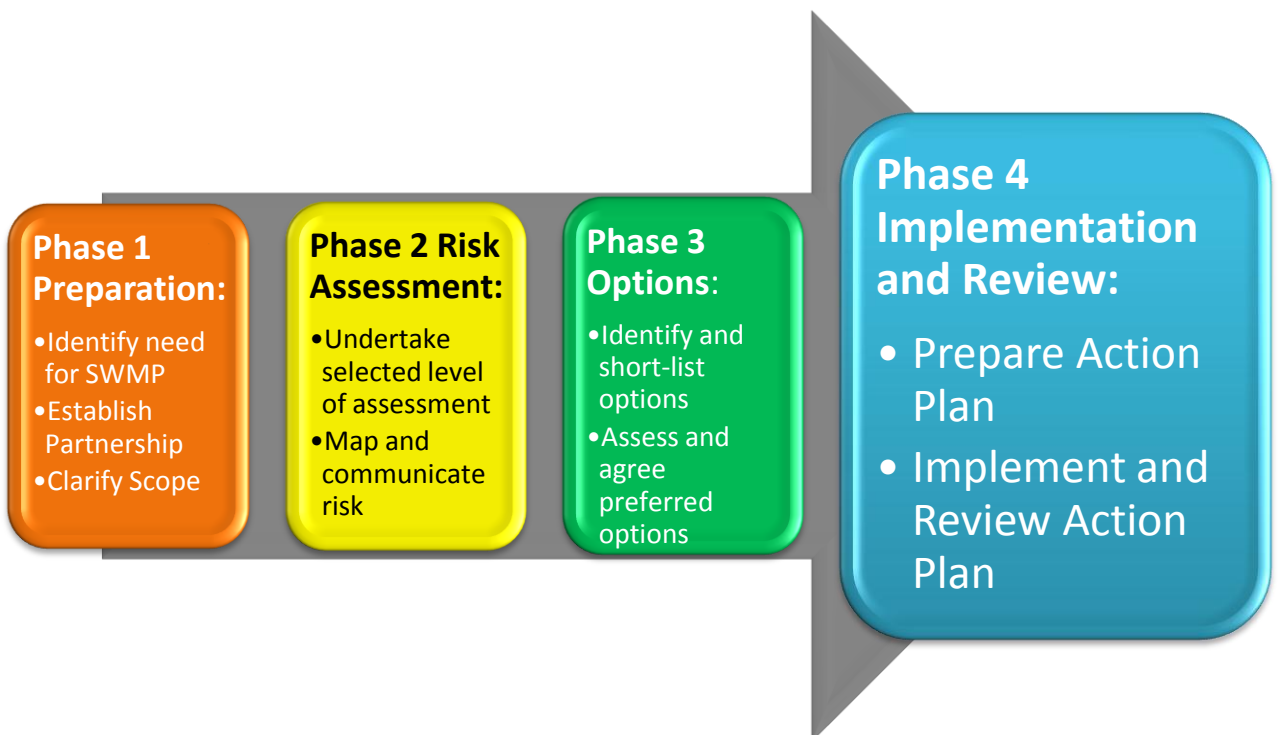 Phase 1
Preparation:
•Identify need
for SWMP
•Establish
Partnership
•Clarify Scope
Phase 2 Risk
Assessment:
•Undertake
selected level
of assessment
•Map and
communicate
risk
Phase 3
Options:
•Identify and
short-list
options
•Assess and
agree
preferred
options
Phase 4
Implementation
and Review:
• Prepare Action
Plan
• Implement and
Review Action
Plan